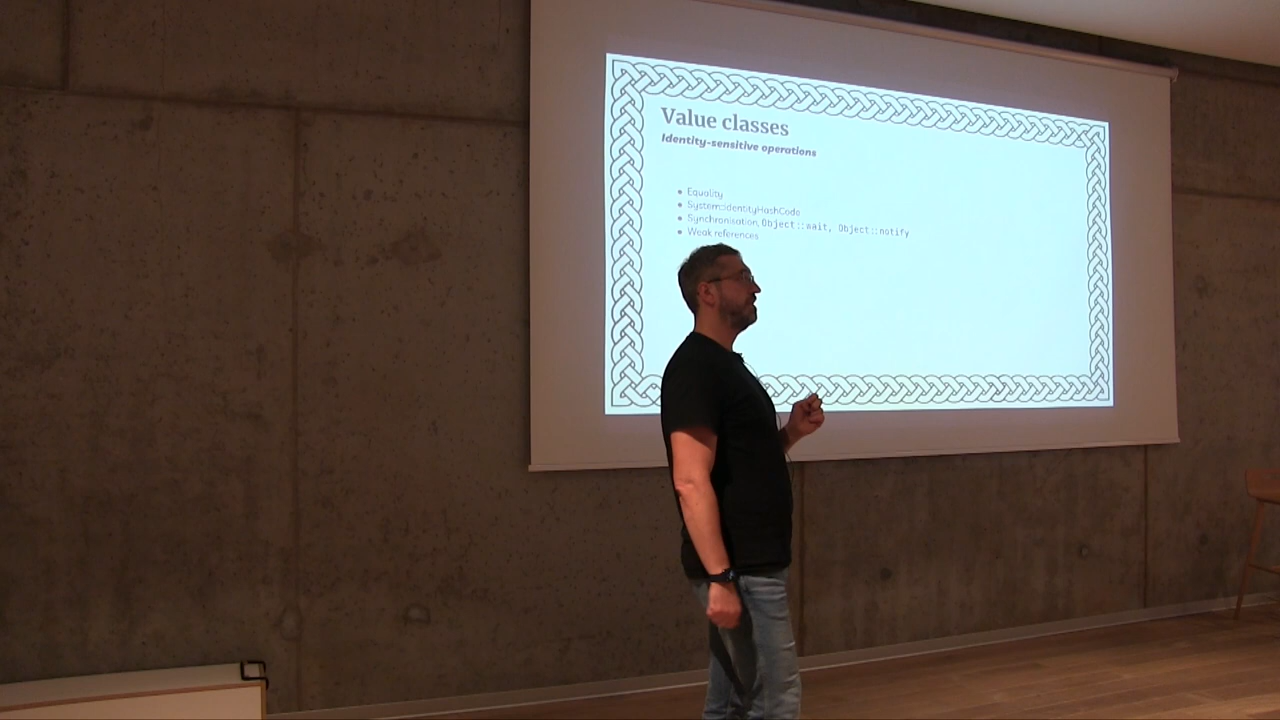 Value classes
Identity-sensitive operations
Equality
System::identityHashCode
Synchronisation, Object::wait, Object::notify
Weak references